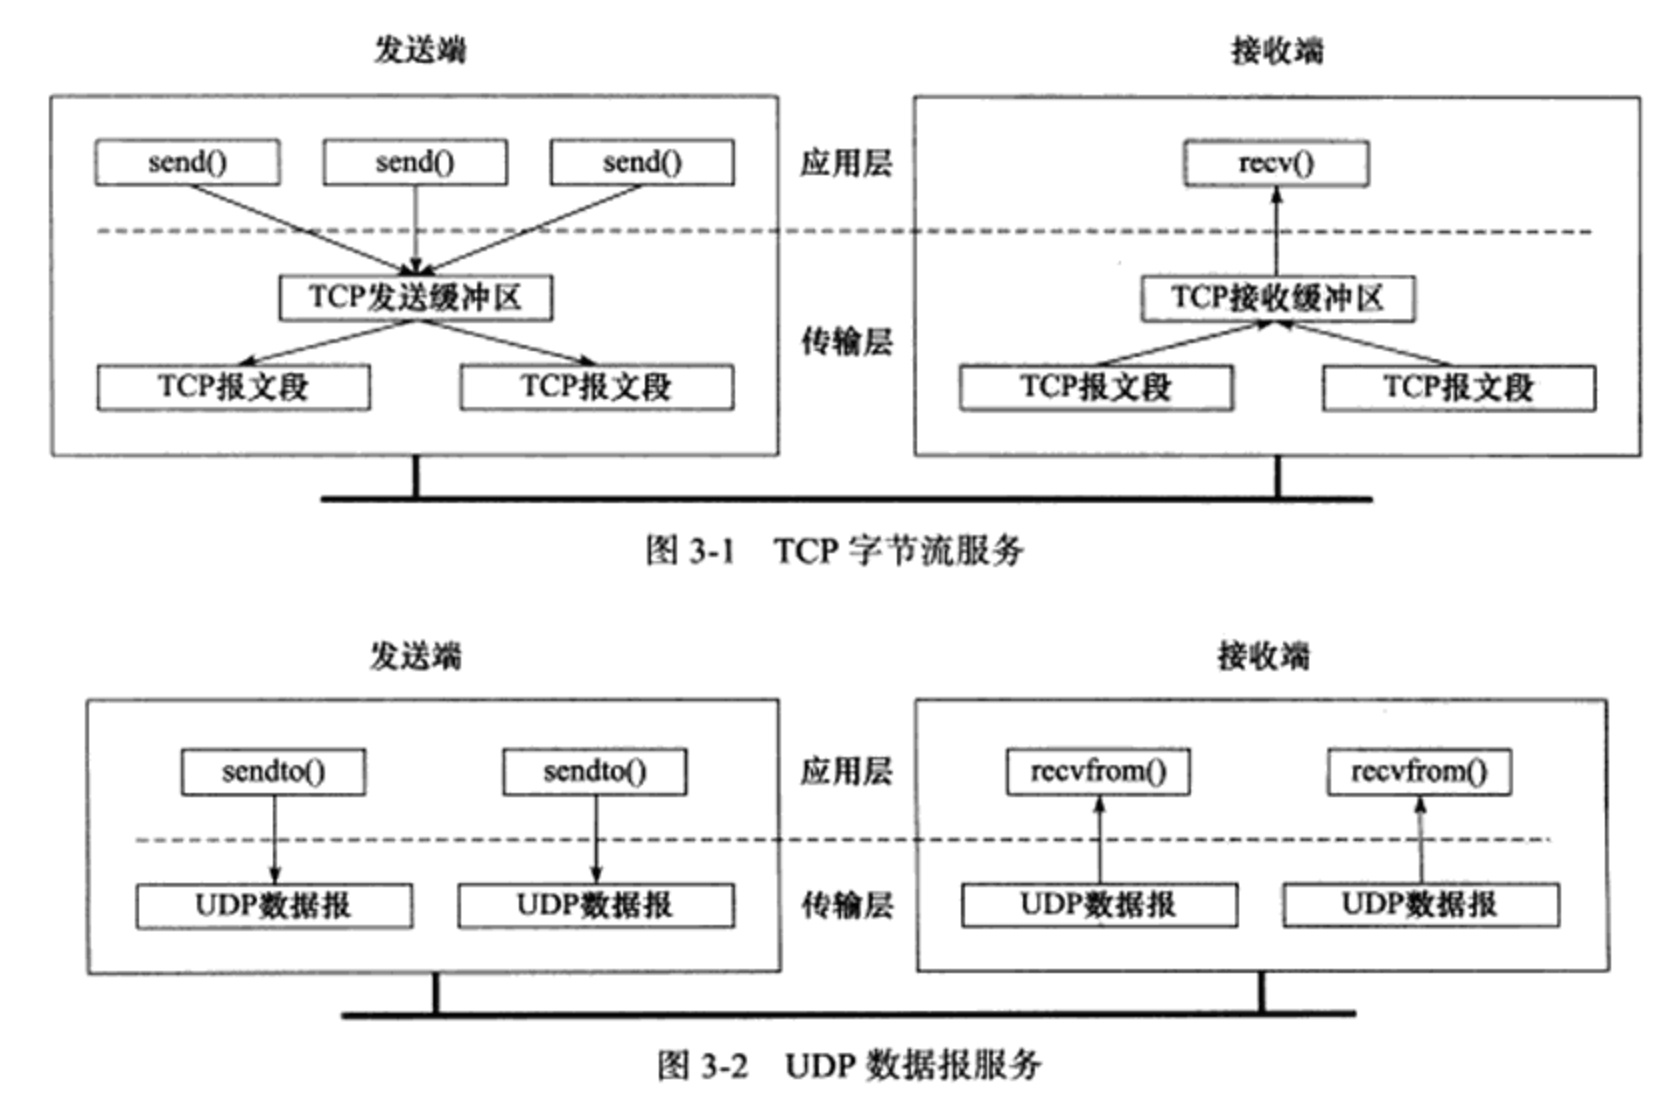 发送端 接收端
send() send() send() 应用层 recv()
TCP发送缓冲区 TCP接收缓冲区
传输层
TCP报文段 TCP报文段 TCP报文段 TCP报文段
图 3-1 TCP 字节流服务
发送端 接收端
sendto() sendto() 应用层 recvfrom() recvfrom()
UDP数据报 UDP数据报 传输层 UDP数据报 UDP数据报
图 3-2 UDP 数据报服务